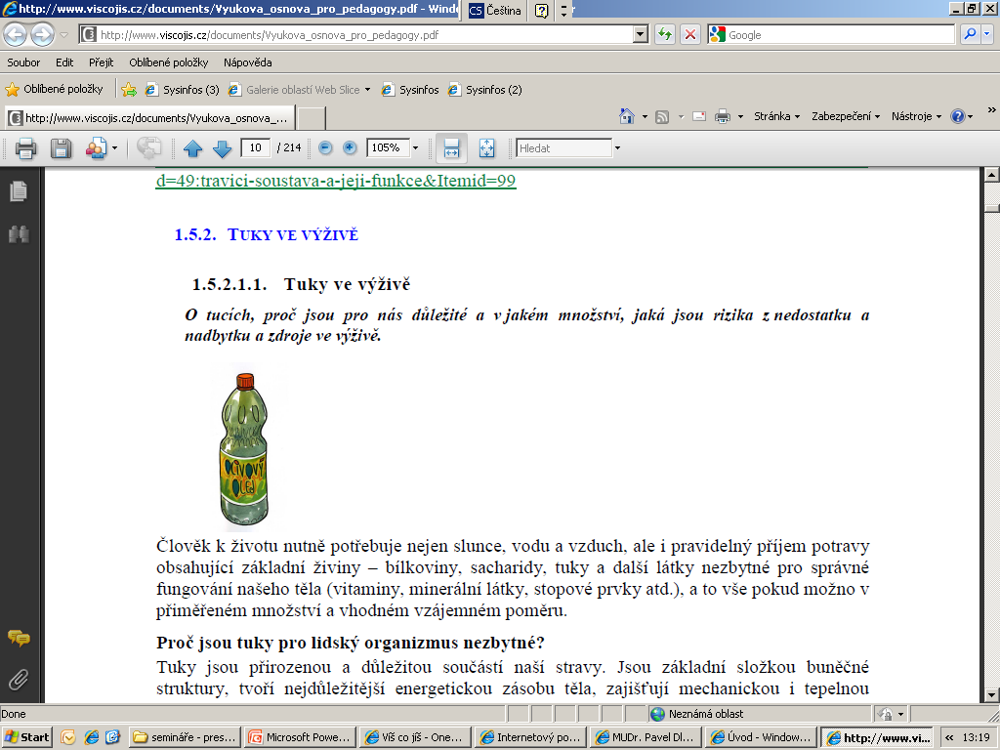 http://www.viscojis.cz/documents/Vyukova_osnova_pro_pedagogy.pdf - Wind
CS Čeština
http://www.viscojis.cz/documents/Vyukova_osnova_pro_pedagogy.pdf
Google
Soubor Edit Přejít Oblíbené položky Nápověda
Oblíbené položky Sysinfos (3) Galerie oblastí Web Slice Sysinfos Sysinfos (2)
http://www.viscojis.cz/documents/Vyukova_osnova_... Stránka Zabezpečení Nástroje »
10 / 214 105% Hledat
d=49:travici-soustava-a-jeji-funkce&Itemid=99
1.5.2. TUKY VE VÝŽIVĚ
1.5.2.1.1. Tuky ve výživě
O tucích, proč jsou pro nás důležité a v jakém množství, jaká jsou rizika z nedostatku a
nadbytku a zdroje ve výživě.
OLIVOVÝ
OLEJ
Člověk k životu nutně potřebuje nejen slunce, vodu a vzduch, ale i pravidelný příjem potravy
obsahující základní živiny – bílkoviny, sacharidy, tuky a další látky nezbytné pro správné
fungování našeho těla (vitaminy, minerální látky, stopové prvky atd.), a to vše pokud možno v
přiměřeném množství a vhodném vzájemném poměru.
Proč jsou tuky pro lidský organizmus nezbytné?
Tuky jsou přirozenou a důležitou součástí naší stravy. Jsou základní složkou buněčné
struktury, tvoří nejdůležitější energetickou zásobu těla, zajišťují mechanickou i tepelnou
Done Neznámá oblast
Start semináře - pres... Microsoft Powe... Víš co jíš - One... Internetový po... MUDr. Pavel Dl... Úvod - Window... http://www.vi... « 13:19